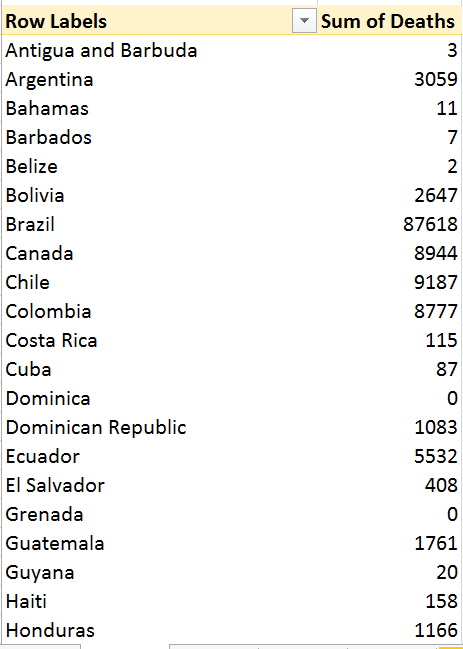 Row Labels Sum of Deaths
Antigua and Barbuda 3
Argentina 3059
Bahamas 11
Barbados 7
Belize 2
Bolivia 2647
Brazil 87618
Canada 8944
Chile 9187
Colombia 8777
Costa Rica 115
Cuba 87
Dominica 0
Dominican Republic 1083
Ecuador 5532
El Salvador 408
Grenada 0
Guatemala 1761
Guyana 20
Haiti 158
Honduras 1166